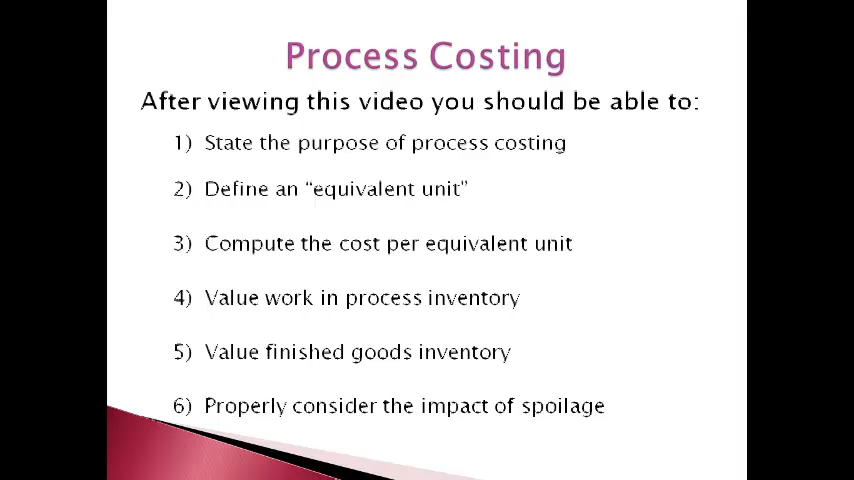 Process Costing
After viewing this video you should be able to:
1) State the purpose of process costing
2) Define an “equivalent unit”
3) Compute the cost per equivalent unit
4) Value work in process inventory
5) Value finished goods inventory
6) Properly consider the impact of spoilage